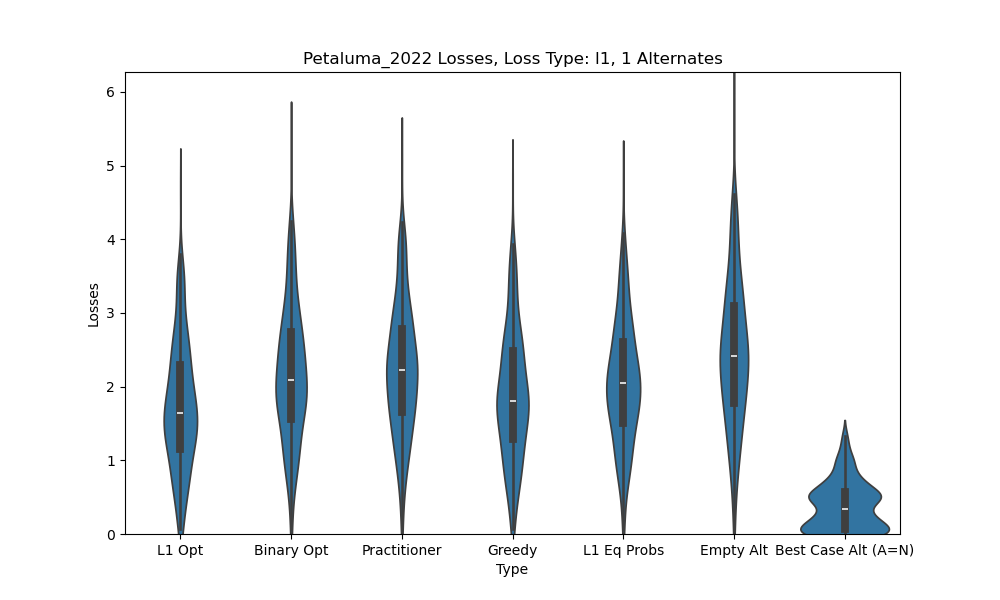 Petaluma_2022 Losses, Loss Type: l1, 1 Alternates
Losses
6
5
4
3
2
1
0
L1 Opt
Binary Opt
Practitioner
Greedy
L1 Eq Probs
Empty Alt
Best Case Alt (A=N)
Type